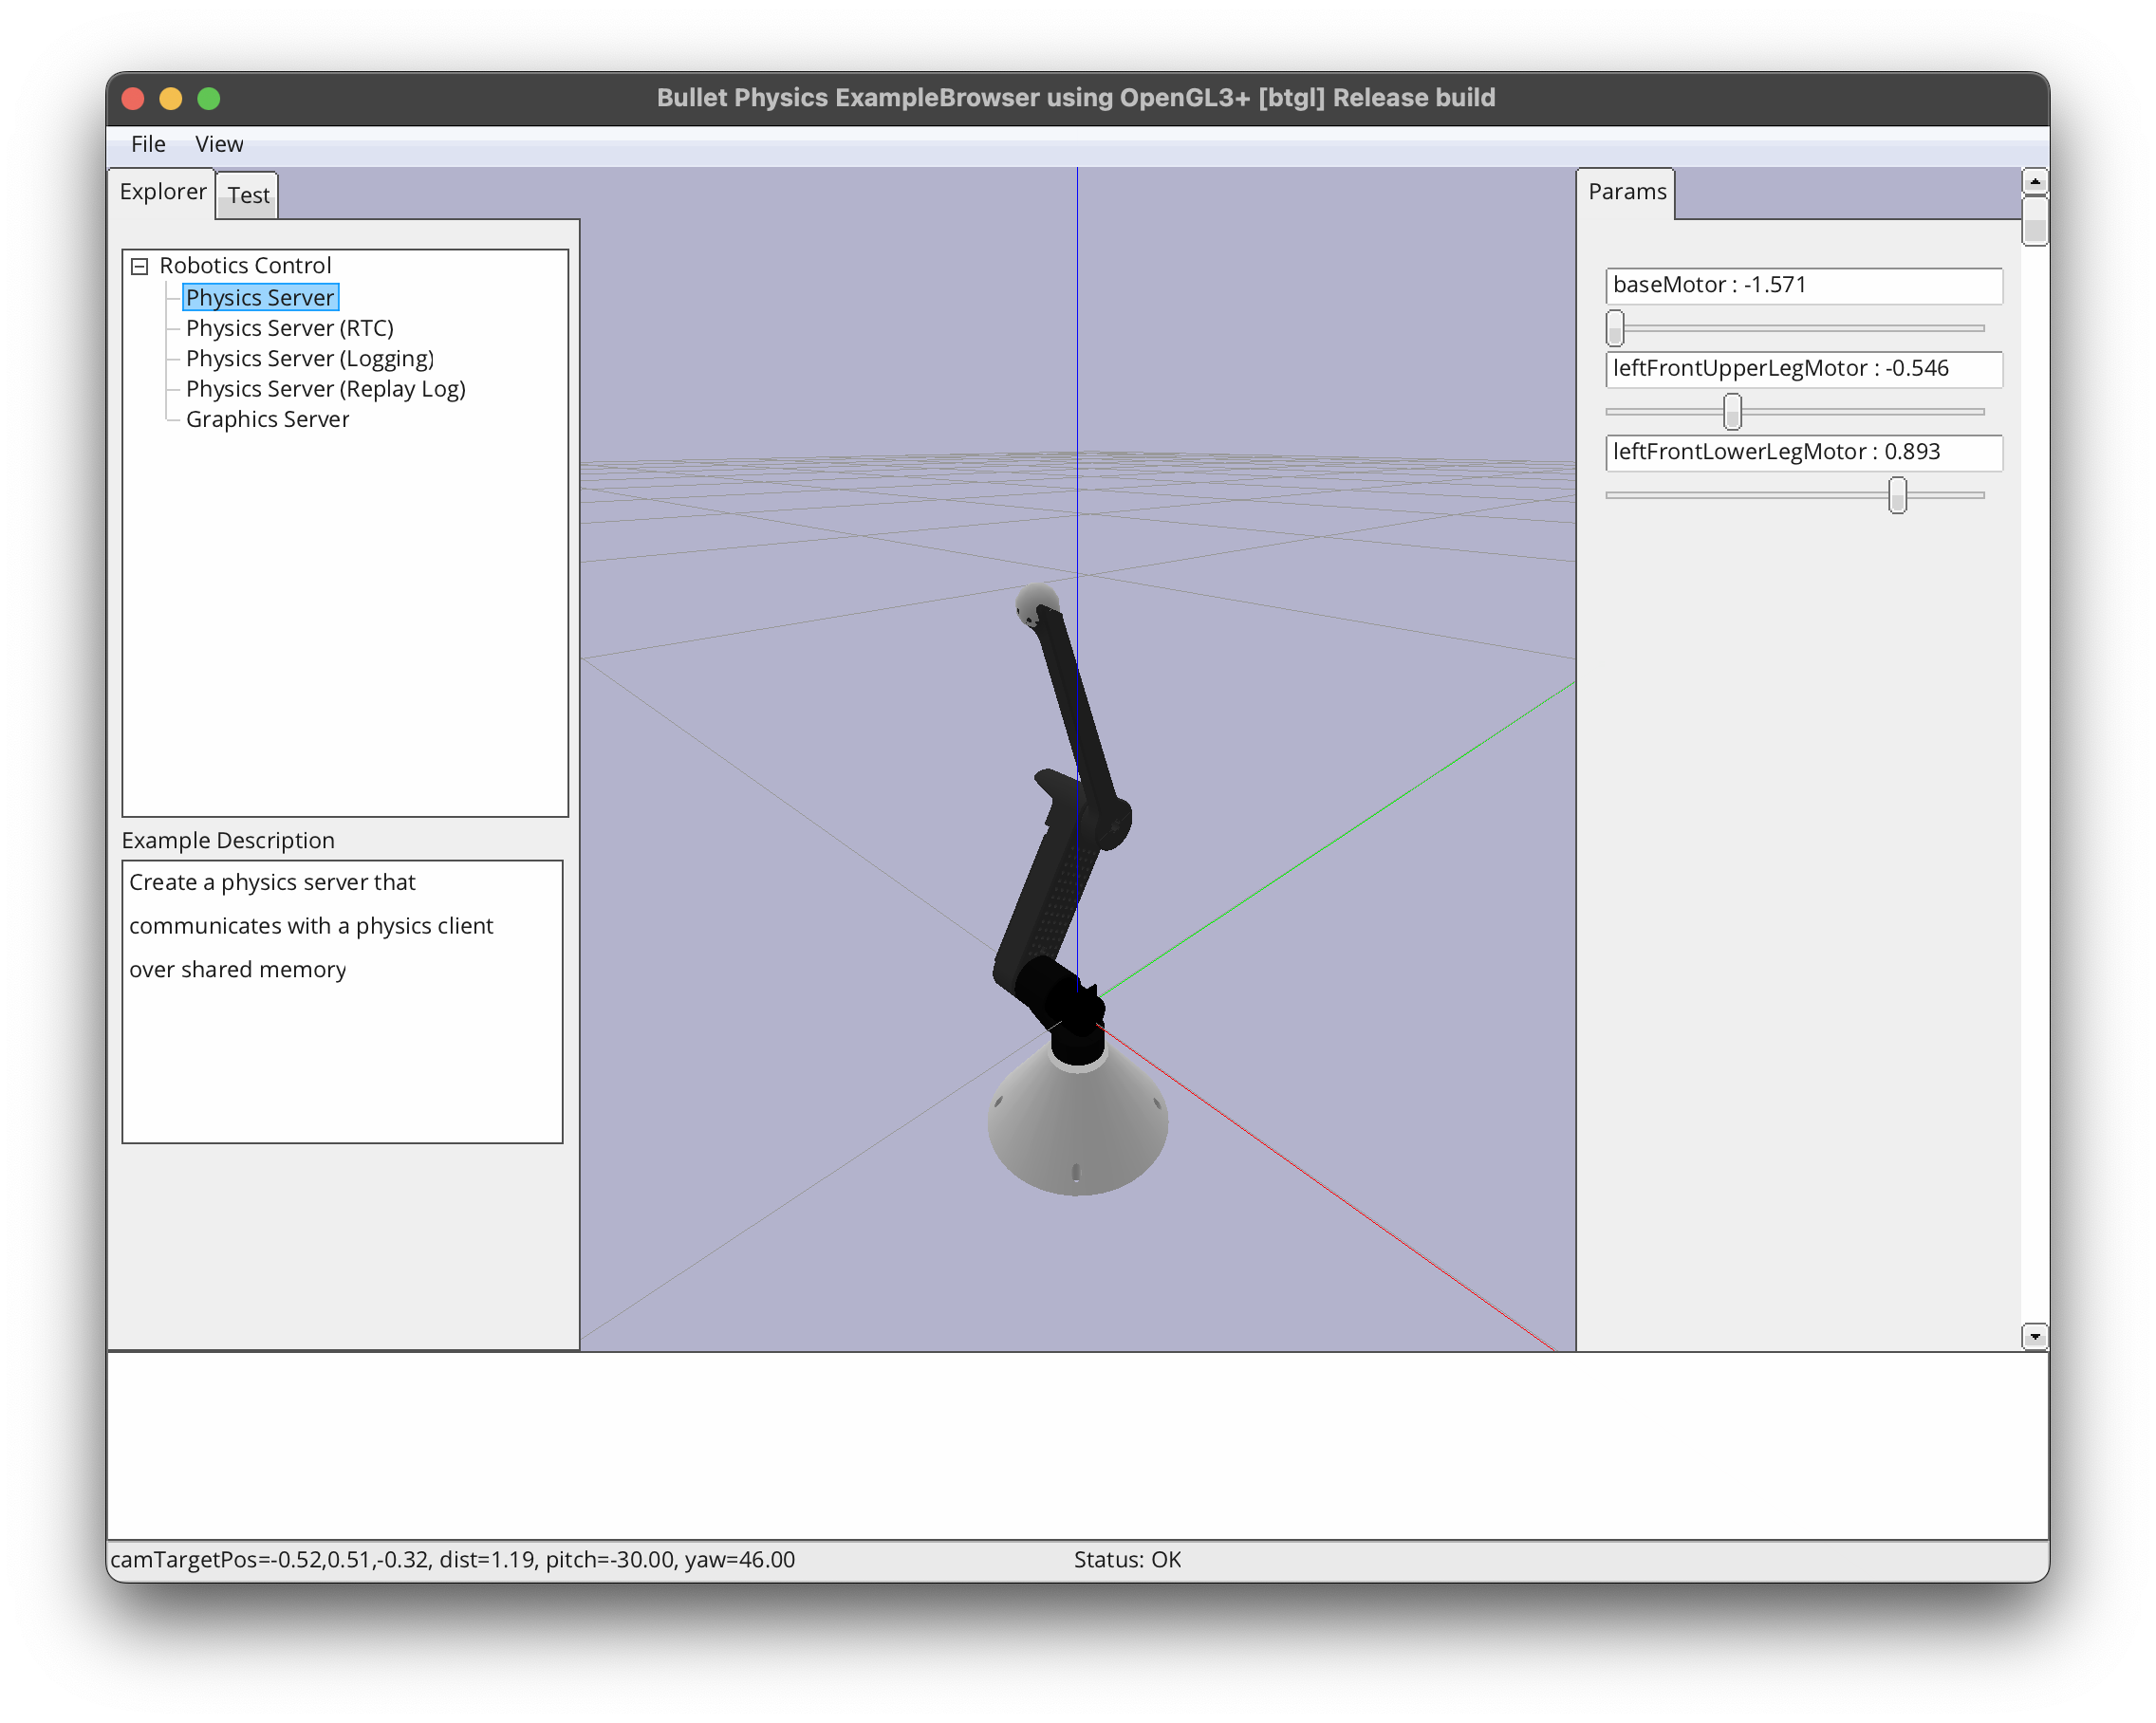 Bullet Physics ExampleBrowser using OpenGL3+ [btgl] Release build
File View
Explorer Test
Params
Robotics Control
Physics Server
Physics Server (RTC)
Physics Server (Logging)
Physics Server (Replay Log)
Graphics Server
Example Description
Create a physics server that
communicates with a physics client
over shared memory
baseMotor : -1.571
leftFrontUpperLegMotor : -0.546
leftFrontLowerLegMotor : 0.893
camTargetPos=-0.52,0.51,-0.32, dist=1.19, pitch=-30.00, yaw=46.00
Status: OK